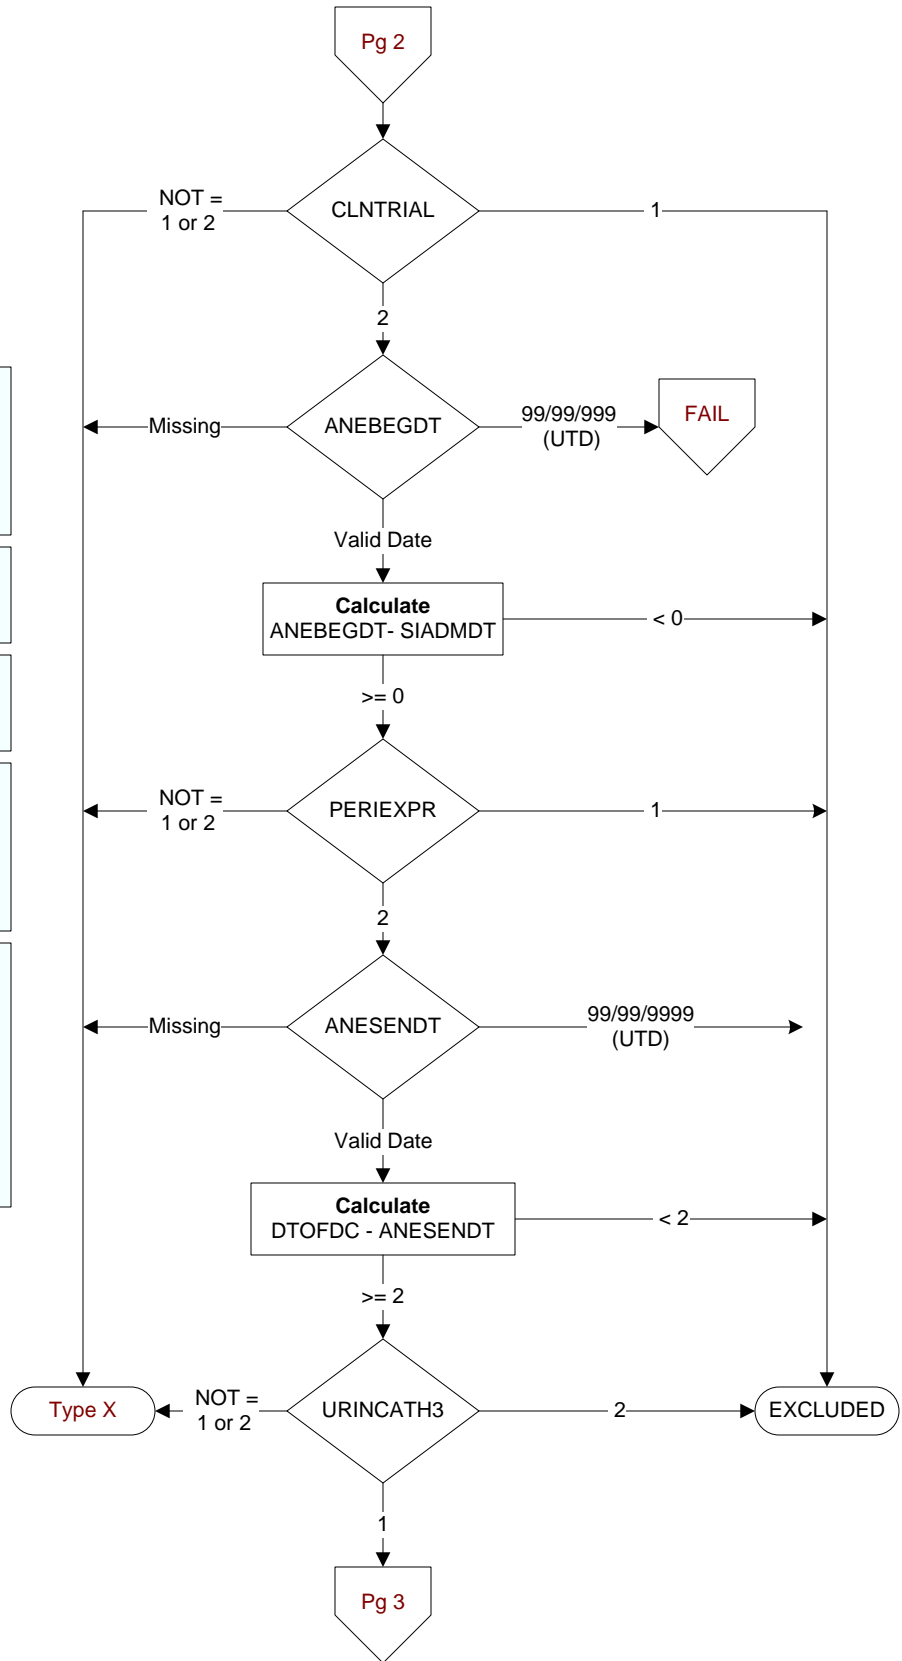 Pg 2
NOT =
1 or 2
CLNTRIAL
1
2
Missing
ANEBEGDT
99/99/999
(UTD)
FAIL
Valid Date
Calculate
ANEBEGDT- SIADMDT
< 0
>= 0
NOT =
1 or 2
PERIEXPR
1
2
Missing
ANESENDT
99/99/9999
(UTD)
Valid Date
Calculate
DTOFDC - ANESENDT
< 2
>= 2
Type X
NOT =
1 or 2
URINCATH3
2
EXCLUDED
1
Pg 3